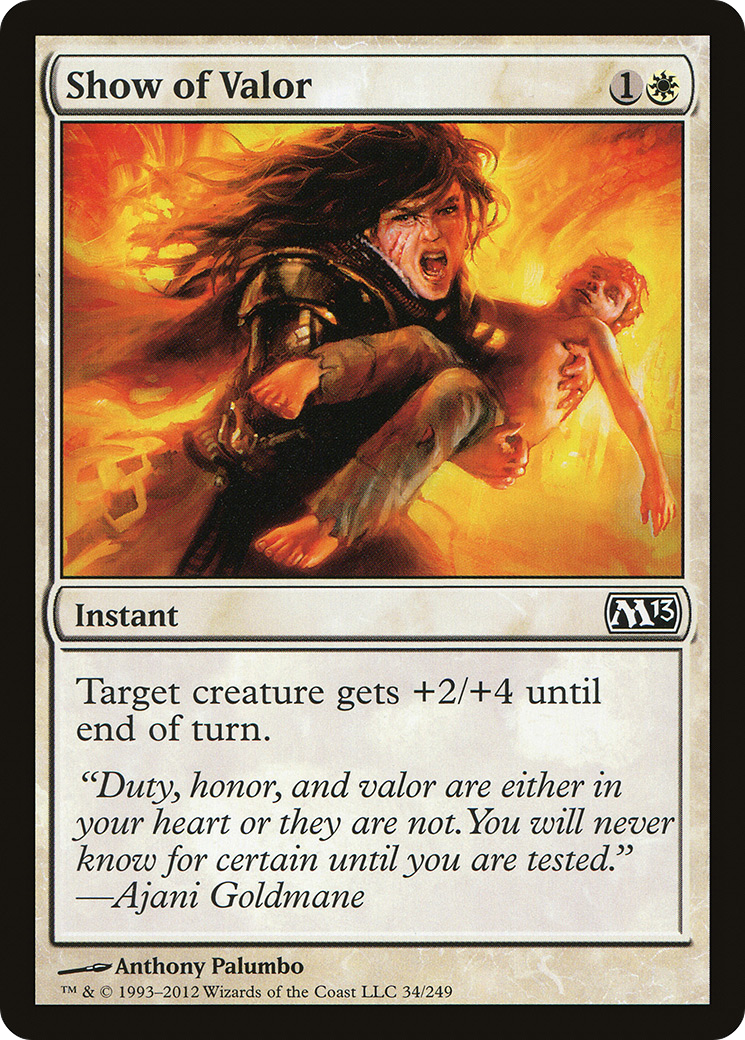 Show of Valor 1
Instant M13
Target creature gets +2/+4 until
end of turn.
“Duty, honor, and valor are either in
your heart or they are not. You will never
know for certain until you are tested.”
—Ajani Goldmane
Anthony Palumbo
™ & © 1993–2012 Wizards of the Coast LLC 34/249